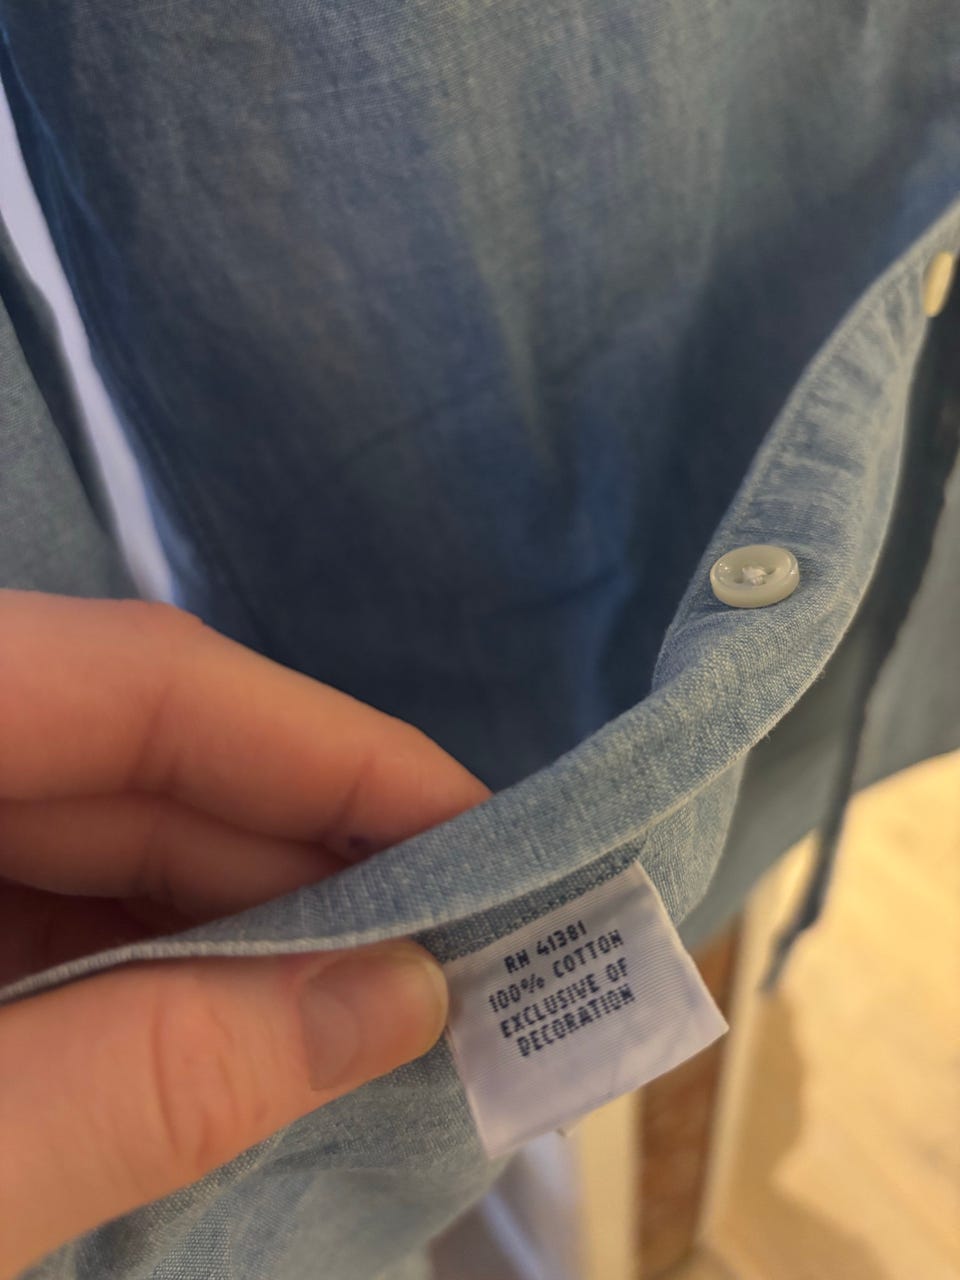 RN 41381
100% COTTON
EXCLUSIVE OF
DECORATION